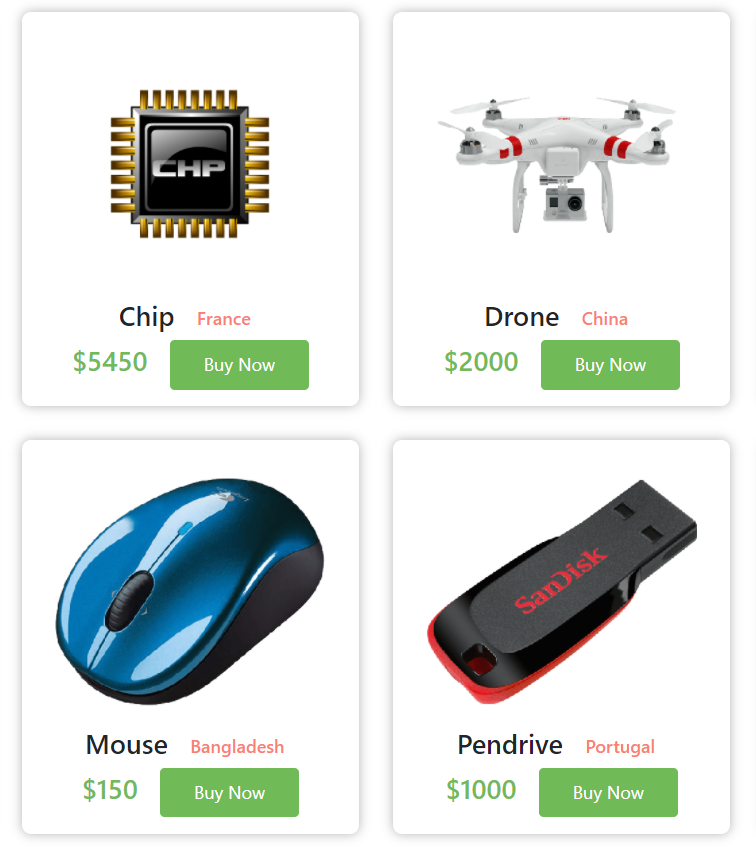 CHP
Chip France
$5450 Buy Now
Drone China
$2000 Buy Now
Mouse Bangladesh
$150 Buy Now
SanDisk
Pendrive Portugal
$1000 Buy Now